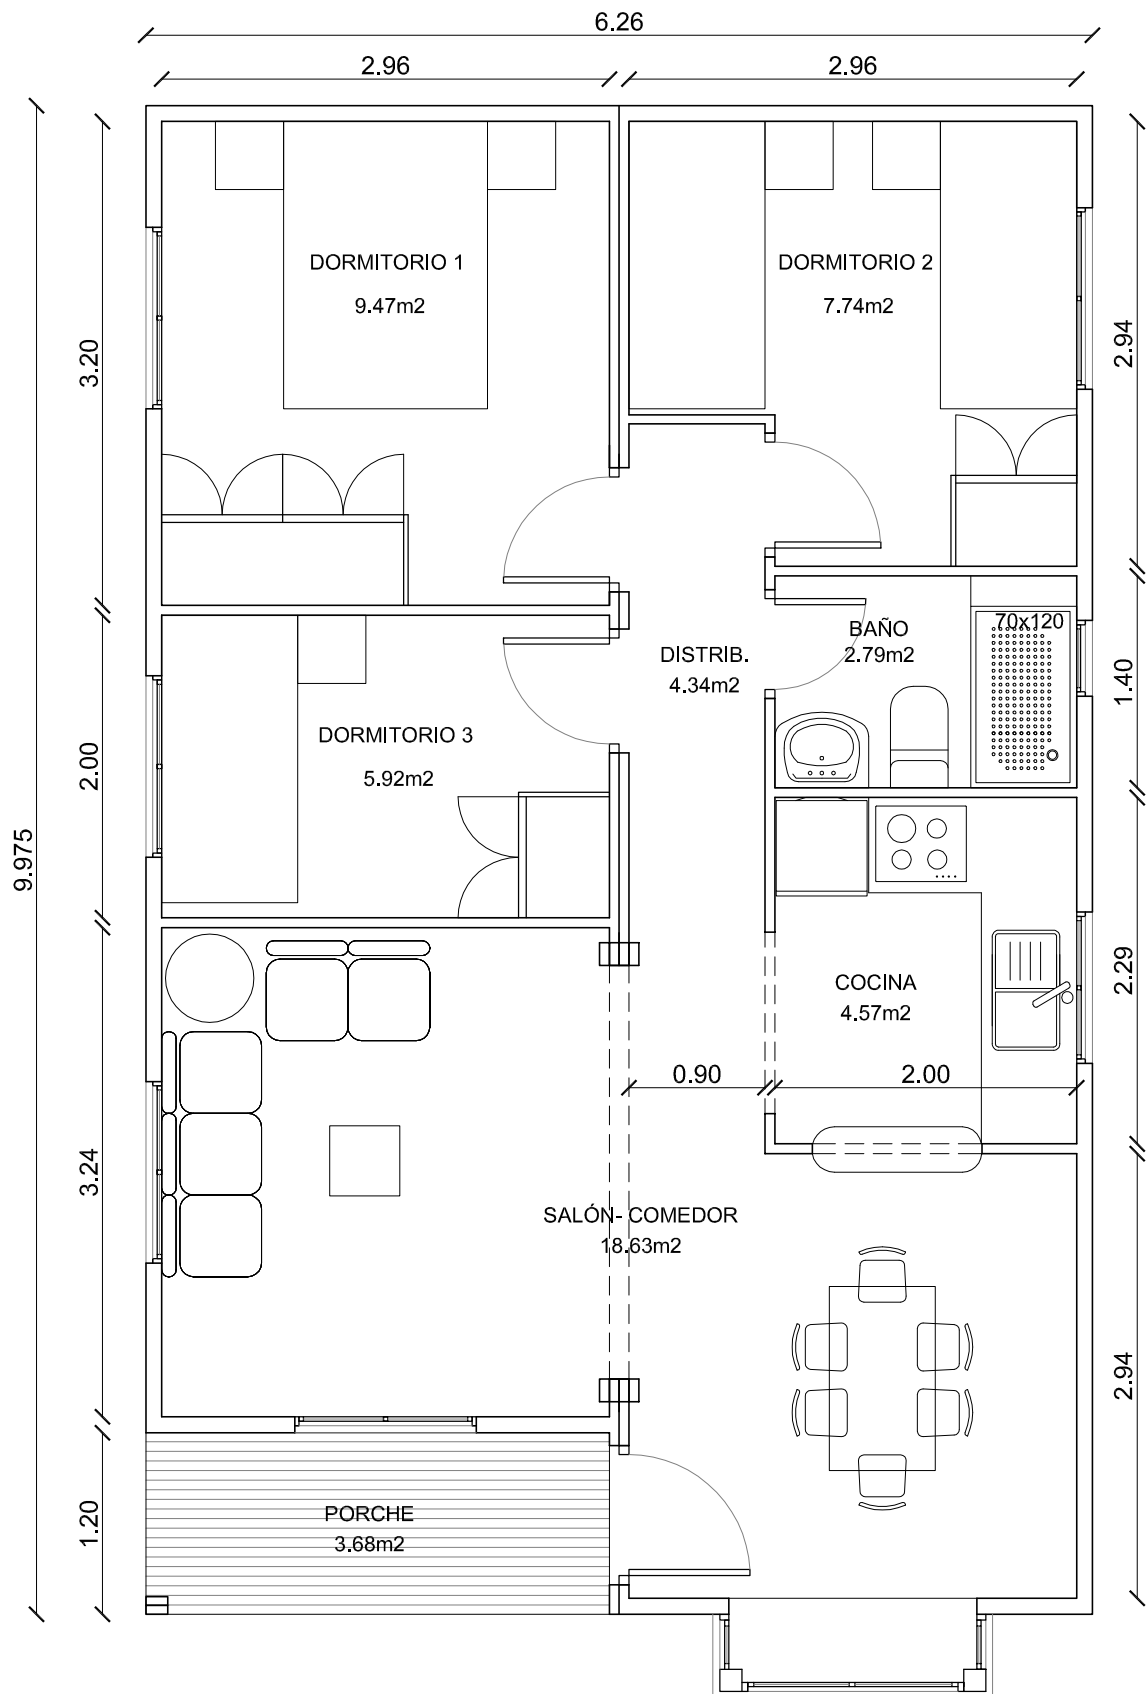 6.26
2.96
2.96
DORMITORIO 1
9.47m2
DORMITORIO 2
7.74m2
3.20
2.94
70x120
BAÑO
2.79m2
DISTRIB.
4.34m2
1.40
DORMITORIO 3
5.92m2
2.00
9.975
COCINA
4.57m2
2.29
0.90
2.00
3.24
SALÓN- COMEDOR
18.63m2
2.94
PORCHE
3.68m2
1.20